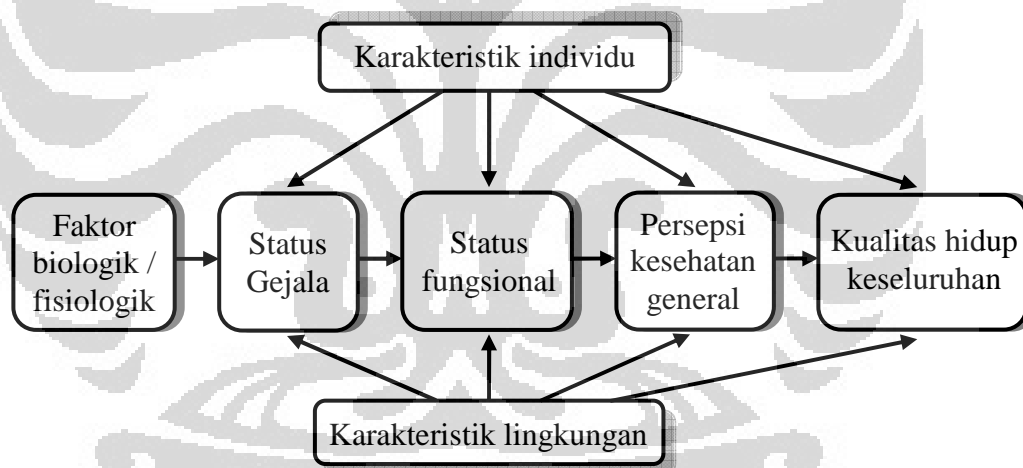 Karakteristik individu
Faktor
biologik /
fisiologik
Status
Gejala
Status
fungsional
Persepsi
kesehatan
general
Kualitas hidup
keseluruhan
Karakteristik lingkungan